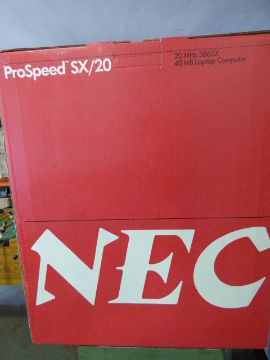 ProSpeed™ SX/20
20 MHz 386SX
40 MB Laptop Computer
NEC